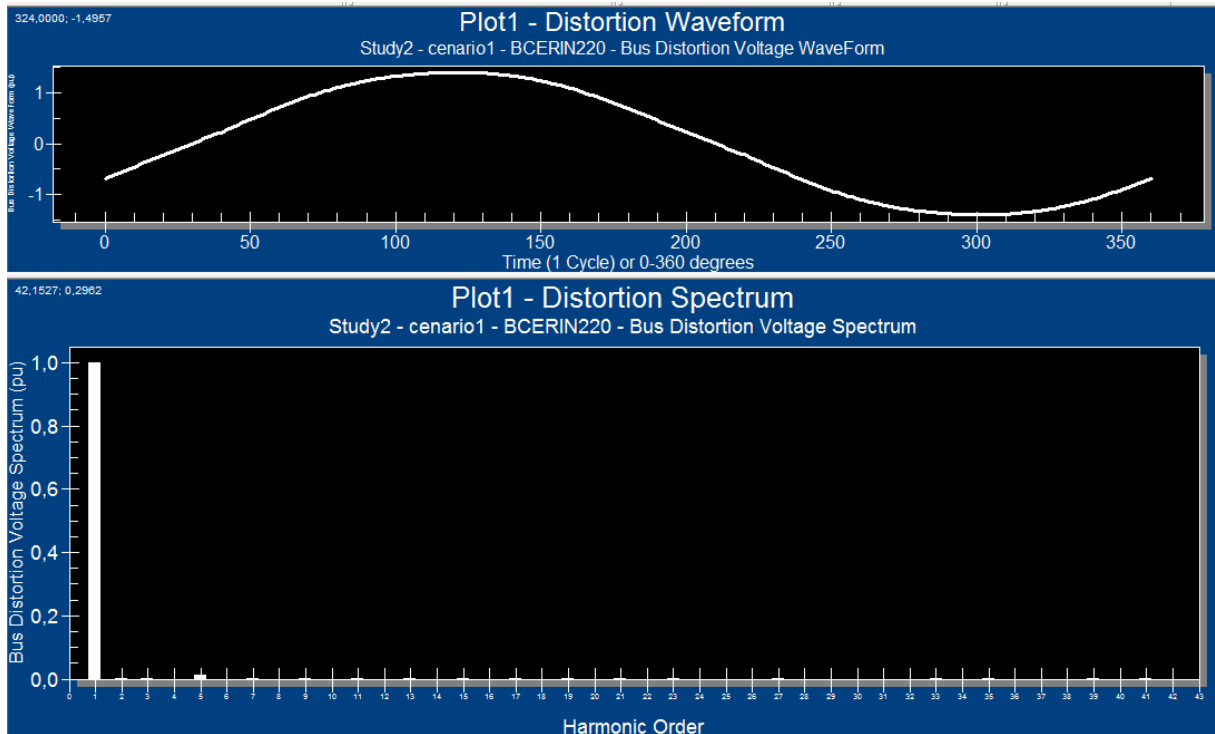 324,0000; -1,4957
Plot1 - Distortion Waveform
Study2 - cenario1 - BCERIN220 - Bus Distortion Voltage WaveForm
Bus Distortion Voltage WaveForm (pu)
1
0
-1
0 50 100 150 200 250 300 350
Time (1 Cycle) or 0-360 degrees
42,1527; 0,2962
Plot1 - Distortion Spectrum
Study2 - cenario1 - BCERIN220 - Bus Distortion Voltage Spectrum
Bus Distortion Voltage Spectrum (pu)
1,0
0,8
0,6
0,4
0,2
0,0
0 1 2 3 4 5 6 7 8 9 10 11 12 13 14 15 16 17 18 19 20 21 22 23 24 25 26 27 28 29 30 31 32 33 34 35 36 37 38 39 40 41 42 43
Harmonic Order